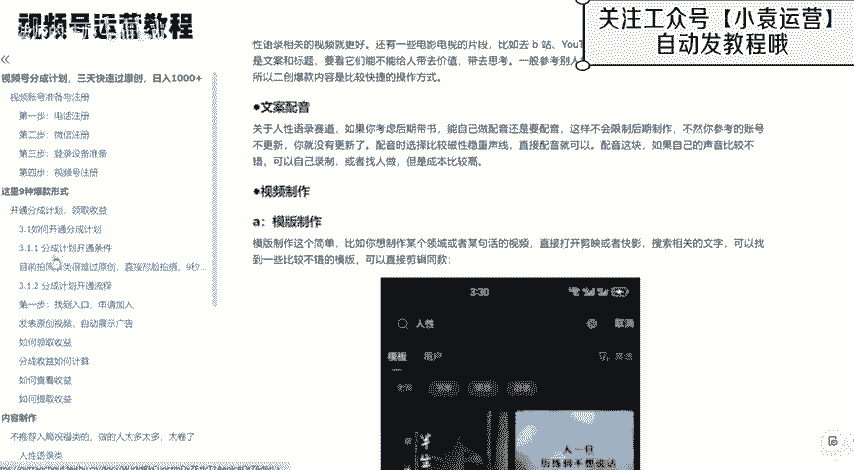 视频号运营教程
关注工众号【小袁运营】
自动发教程哦
视频号分成计划，三天快速过原创，日入1000+
视频账号准备与注册
第一步：电话注册
第二步：微信注册
第三步：登录设备准备
第四步：视频号注册
这里9种爆款形式
开通分成计划，领取收益
3.1如何开通分成计划
3.1.1 分成计划开通条件
3.1.2 分成计划开通流程
第一步：找到入口，申请加入
发表原创视频、自动展示广告
如何领取收益
分成收益如何计算
如何查看收益
如何提取收益
内容制作
不推荐入局祝福类的，做的人太多太多，太卷了
人性语录类
性语录相关的视频就更好。还有一些电影电视的片段，比如去 b 站、YouT
是文案和标题，要看它们能不能给人带去价值，带去思考。一般参考别人
所以二创爆内容是比较快捷的操作方式。
•文案配音
关于人性语录赛道，如果你考虑后期带书，能自己做配音还是要配音，这样不会限制后期制作，不然你参考的账号
不更新，你就没有更新了。配音时选择比较磁性稳重声线，直接配音就可以。配音这块，如果自己的声音比较不
错、可以自己录制，或者找人做，但是成本比较高。
•视频制作
a：模版制作
模版制作这个简单，比如你想制作某个领域或者某句话的视频，直接打开剪映或者快影，搜索相关的文字，可以找
到一些比较不错的模版，可以直接剪辑同款：
3:30
人性
取消
模板
用户
人一旦